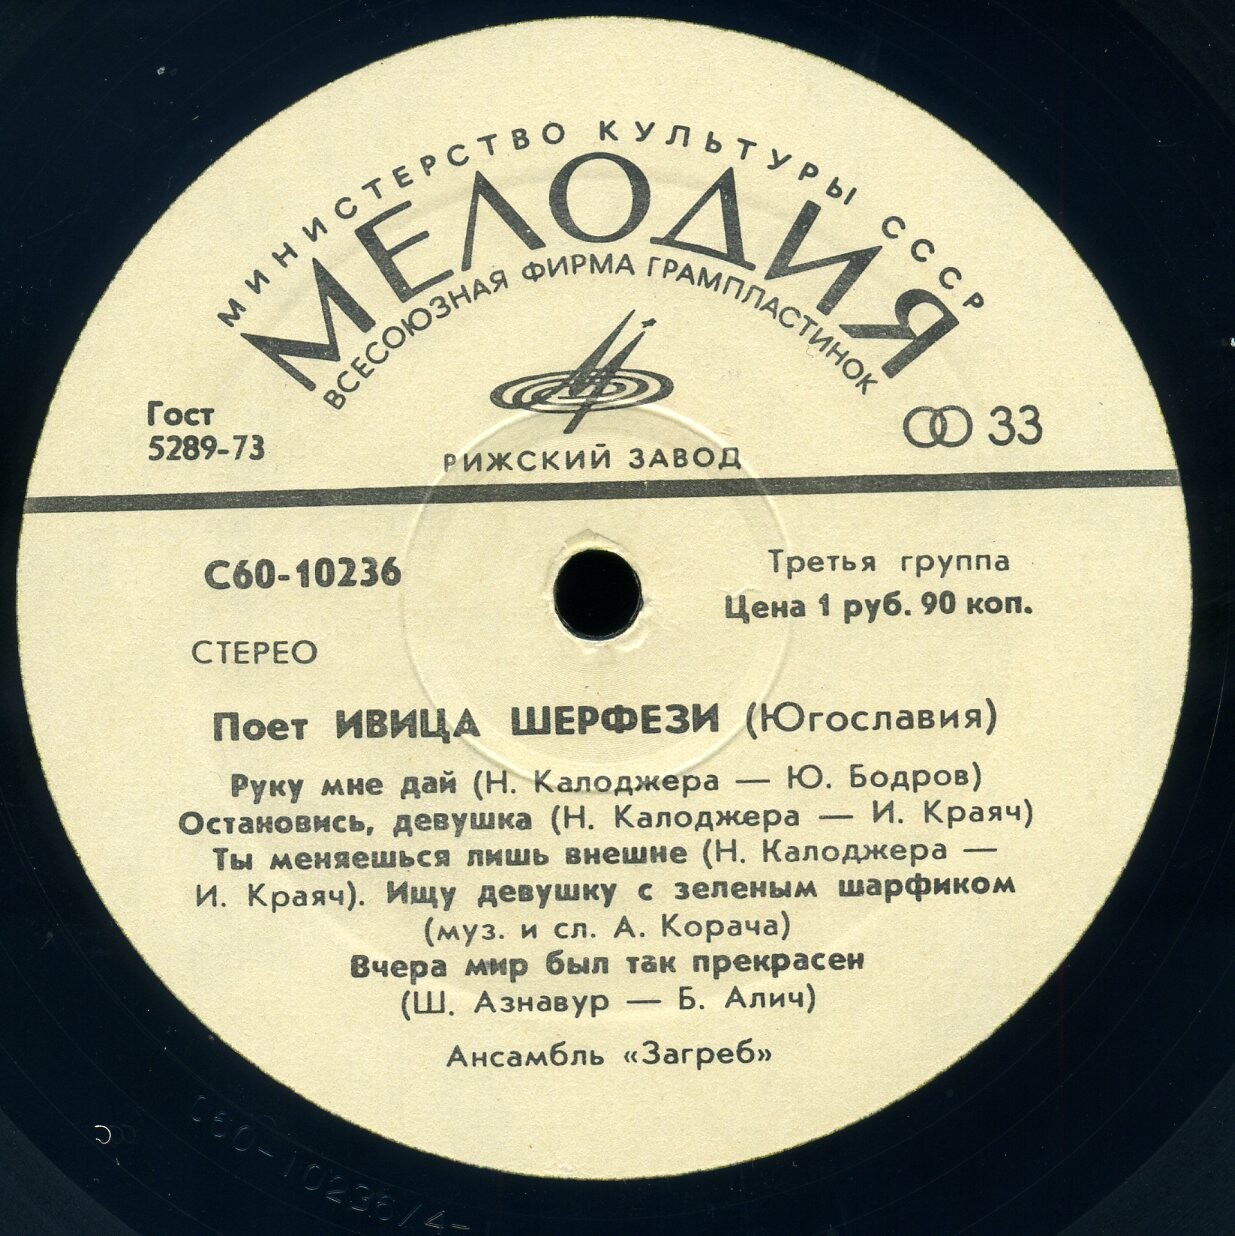 МИНИСТЕРСТВО КУЛЬТУРЫ СССР
МЕЛОДИЯ
ВСЕСОЮЗНАЯ ФИРМА ГРАМПЛАСТИНОК
Гост
5289-73
33
РИЖСКИЙ ЗАВОД
С60-10236
Третья группа
Цена 1 руб. 90 коп.
СТЕРЕО
Поет ИВИЦА ШЕРФЕЗИ (Югославия)
Руку мне дай (Н. Калоджера — Ю. Бодров)
Остановись, девушка (Н. Калоджера — И. Краяч)
Ты меняешься лишь внешне (Н. Калоджера —
И. Краяч). Ищу девушку с зеленым шарфиком
(муз. и сл. А. Корача)
Вчера мир был так прекрасен
(Ш. Азнавур — Б. Алич)
Ансамбль «Загреб»
С60-10236/4-